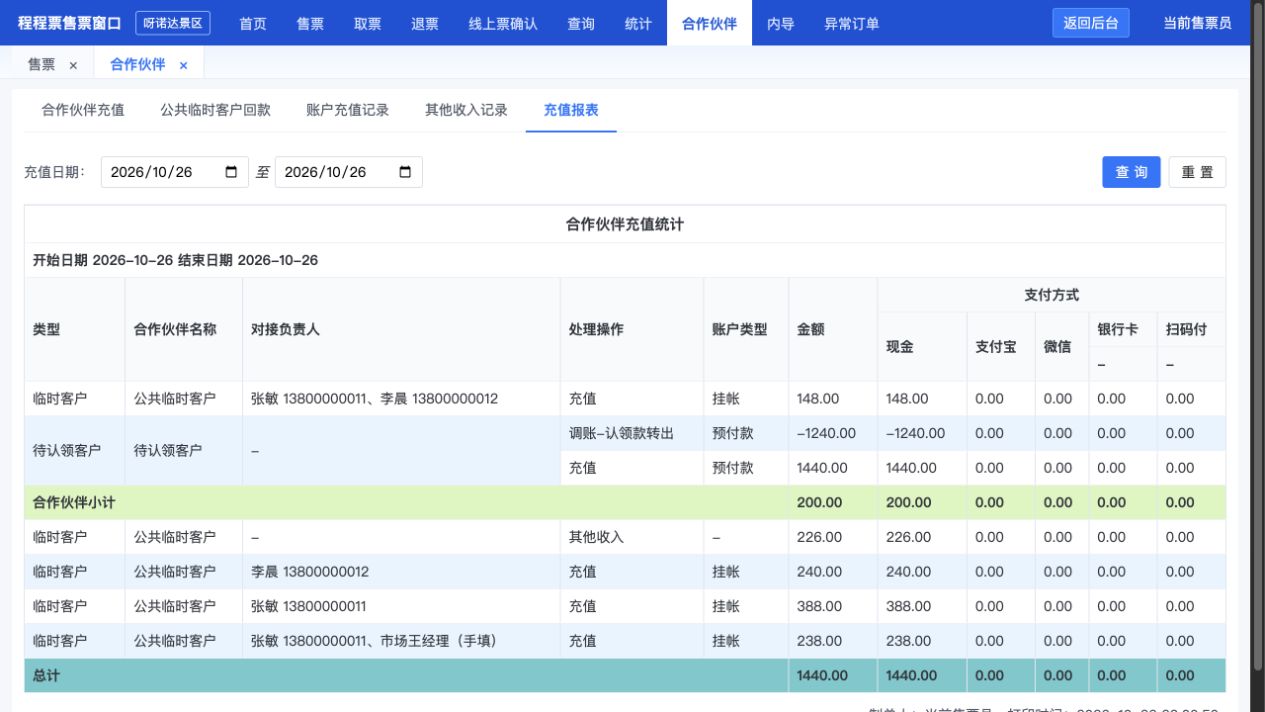 程程票售票窗口 呀诺达景区 首页 售票 取票 退票 线上票确认 查询 统计 合作伙伴 内导 异常订单 返回后台 当前售票员
售票 × 合作伙伴 ×
合作伙伴充值 公共临时客户回款 账户充值记录 其他收入记录 充值报表
充值日期: 2026/10/26 至 2026/10/26 查 询 重 置
合作伙伴充值统计
开始日期 2026-10-26 结束日期 2026-10-26
类型 合作伙伴名称 对接负责人 处理操作 账户类型 金额 支付方式
现金 支付宝 微信 银行卡 扫码付
– –
临时客户 公共临时客户 张敏 13800000011、李晨 13800000012 充值 挂帐 148.00 148.00 0.00 0.00 0.00 0.00
待认领客户 待认领客户 – 调账–认领款转出 预付款 –1240.00 –1240.00 0.00 0.00 0.00 0.00
充值 预付款 1440.00 1440.00 0.00 0.00 0.00 0.00
合作伙伴小计 200.00 200.00 0.00 0.00 0.00 0.00
临时客户 公共临时客户 – 其他收入 – 226.00 226.00 0.00 0.00 0.00 0.00
临时客户 公共临时客户 李晨 13800000012 充值 挂帐 240.00 240.00 0.00 0.00 0.00 0.00
临时客户 公共临时客户 张敏 13800000011 充值 挂帐 388.00 388.00 0.00 0.00 0.00 0.00
临时客户 公共临时客户 张敏 13800000011、市场王经理（手填） 充值 挂帐 238.00 238.00 0.00 0.00 0.00 0.00
总计 1440.00 1440.00 0.00 0.00 0.00 0.00